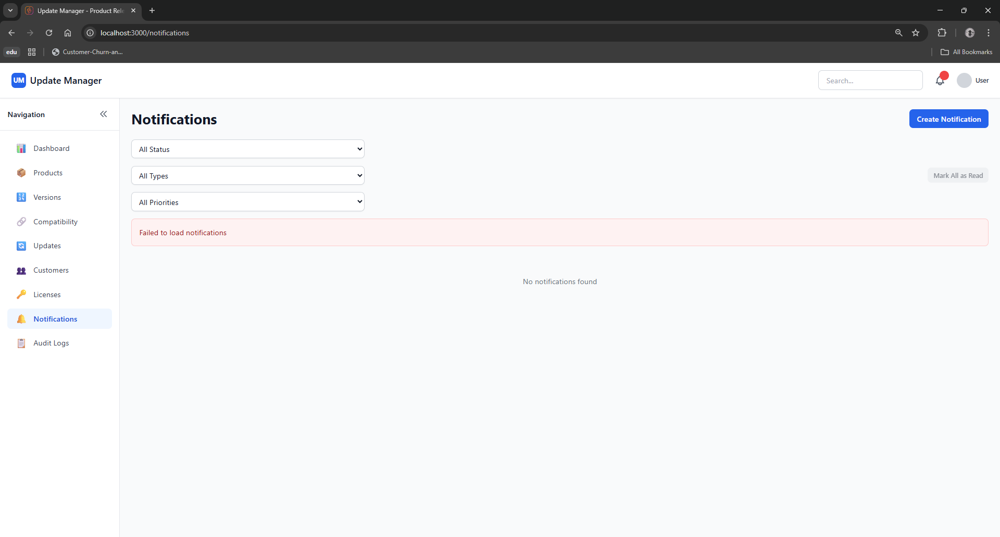 Update Manager - Product Rele
localhost:3000/notifications
edu
Customer-Churn-an...
All Bookmarks
UM
Update Manager
Search...
User
Navigation
Dashboard
Products
Versions
Compatibility
Updates
Customers
Licenses
Notifications
Audit Logs
Notifications
Create Notification
All Status
All Types
Mark All as Read
All Priorities
Failed to load notifications
No notifications found